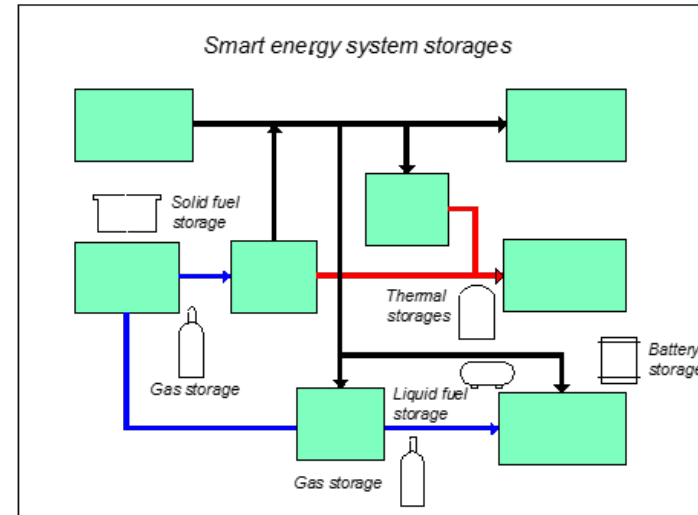 Smart energy system storages
Solid fuel
storage
Thermal
storages
Gas storage
Battery
storage
Liquid fuel
storage
Gas storage